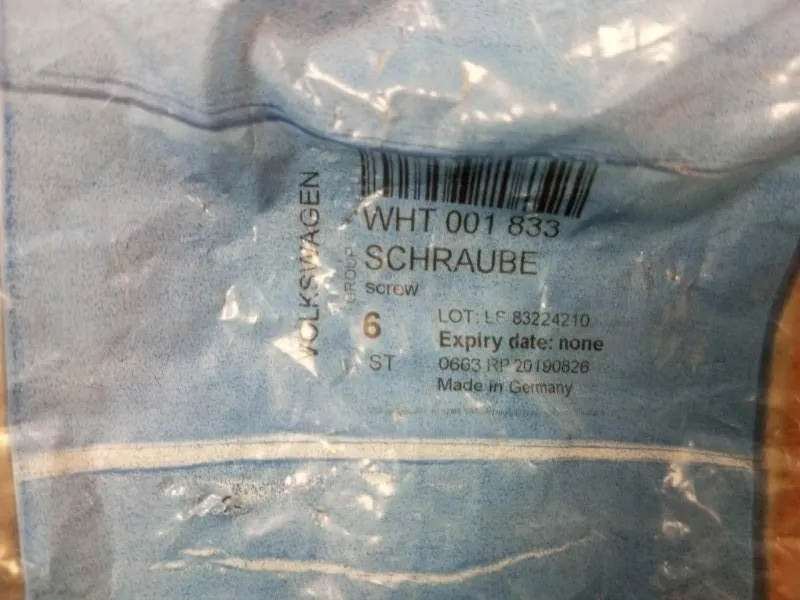 VOLKSWAGEN
GROUP
WHT 001 833
SCHRAUBE
screw
6
ST
LOT: LS 83224210
Expiry date: none
0663 RP 20190826
Made in Germany